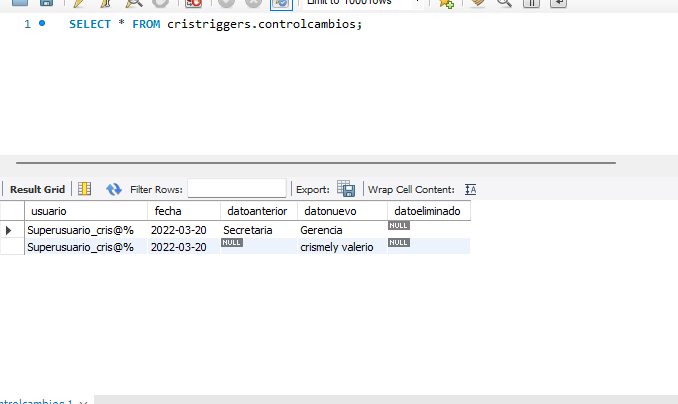 Limit to 1000 rows
1 SELECT * FROM cristriggers.controlcambios;
Result Grid Filter Rows: Export: Wrap Cell Content:
usuario fecha datoanterior datonuevo datoeliminado
Superusuario_cris@% 2022-03-20 Secretaria Gerencia NULL
Superusuario_cris@% 2022-03-20 NULL crismely valerio NULL
ntrolcambios 1